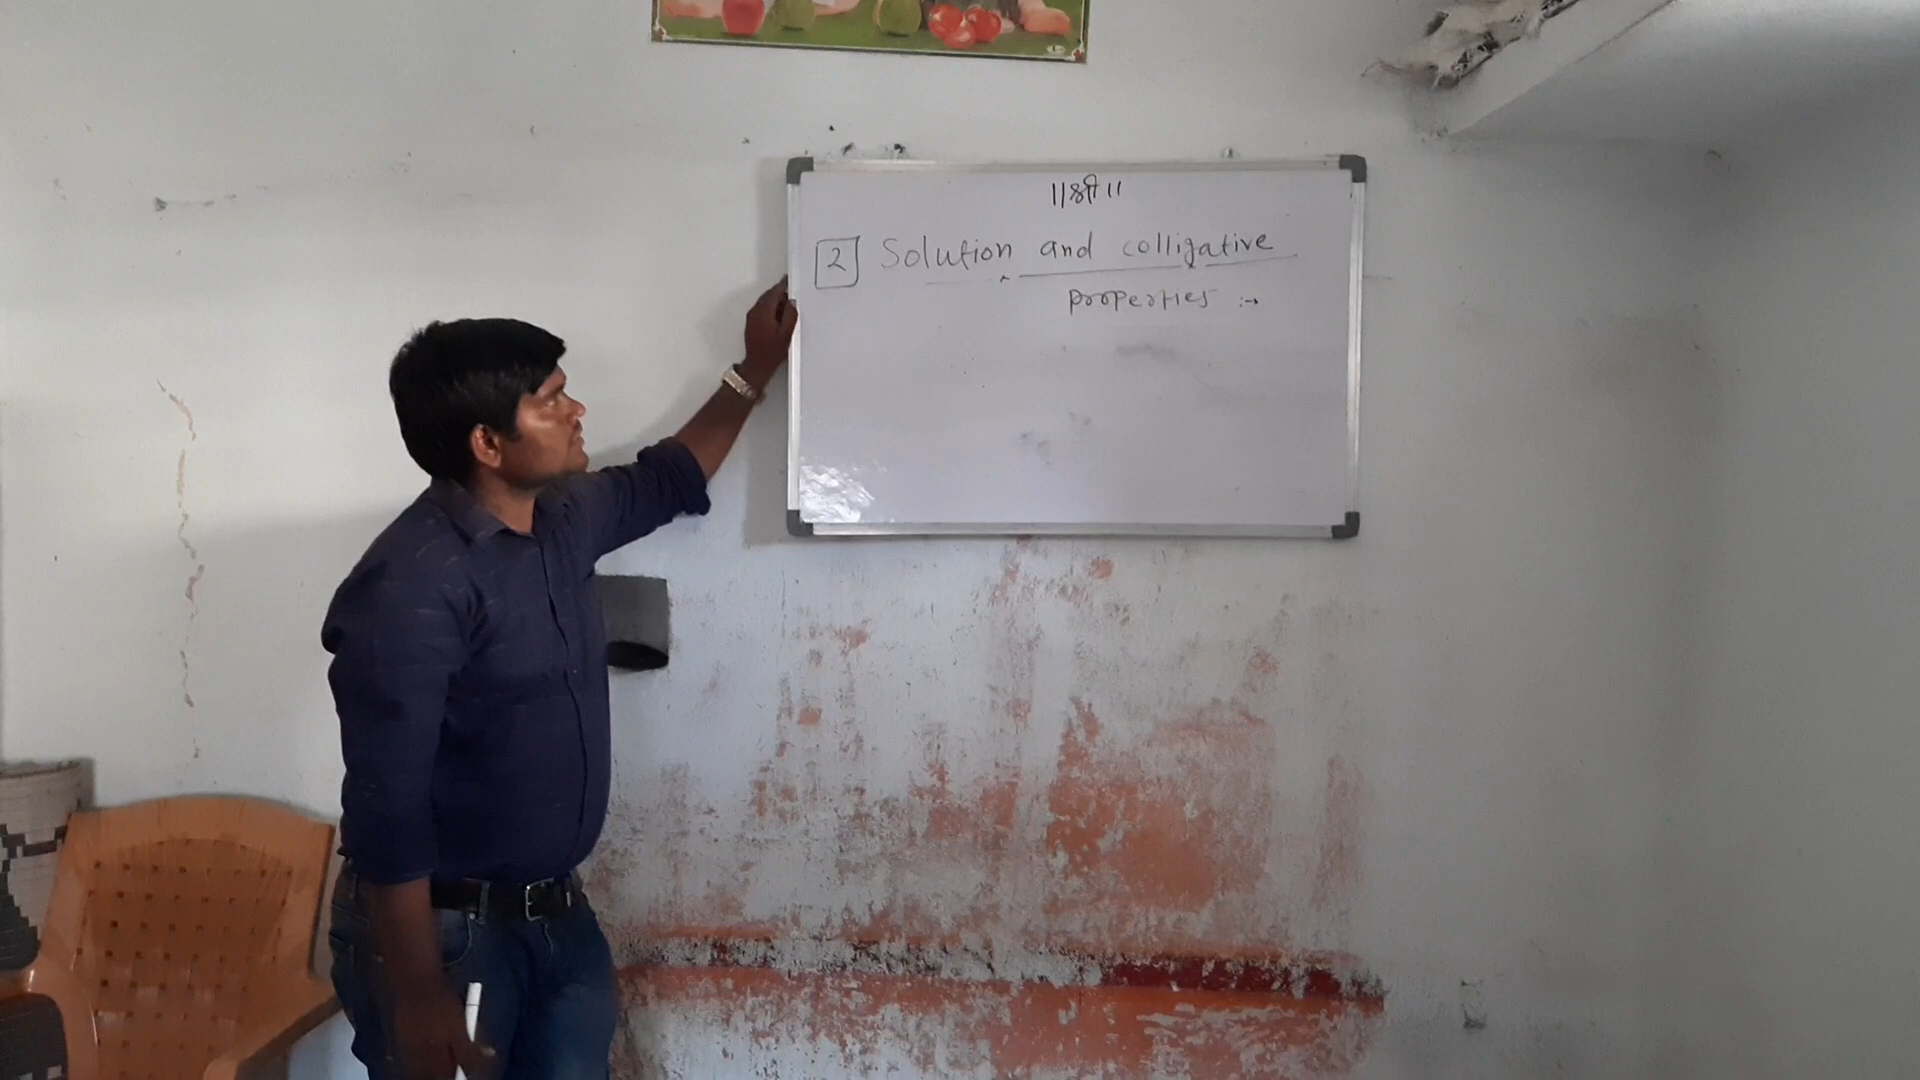 ||श्री||
2 Solution and colligative
properties :→